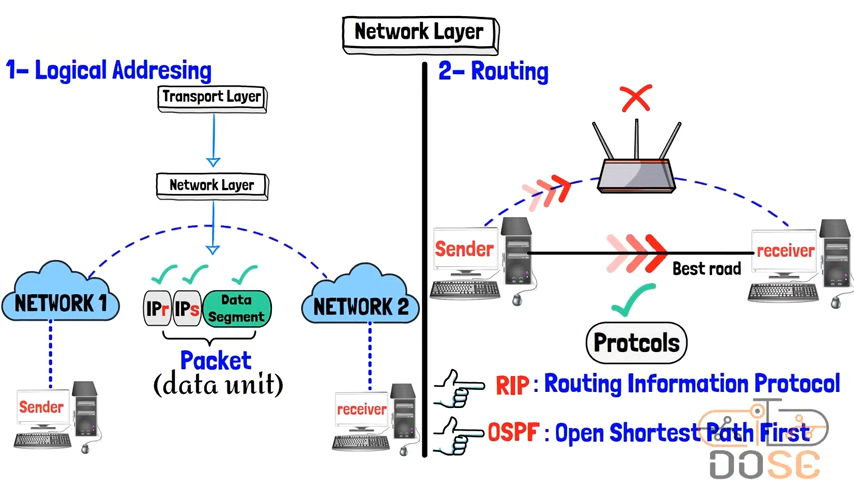 Network Layer
1- Logical Addresing
Transport Layer
Network Layer
NETWORK 1
IPr
IPs
Data
Segment
NETWORK 2
Packet
(data unit)
Sender
receiver
2- Routing
Sender
receiver
Best road
Protcols
RIP : Routing Information Protocol
OSPF : Open Shortest Path First
IT
DOSE